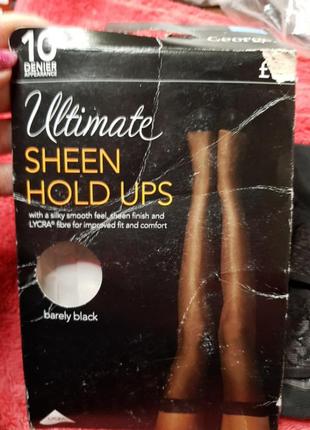 10
DENIER
APPEARANCE
£
Ultimate
SHEEN
HOLD UPS
with a silky smooth feel, sheen finish and
LYCRA® fibre for improved fit and comfort
barely black